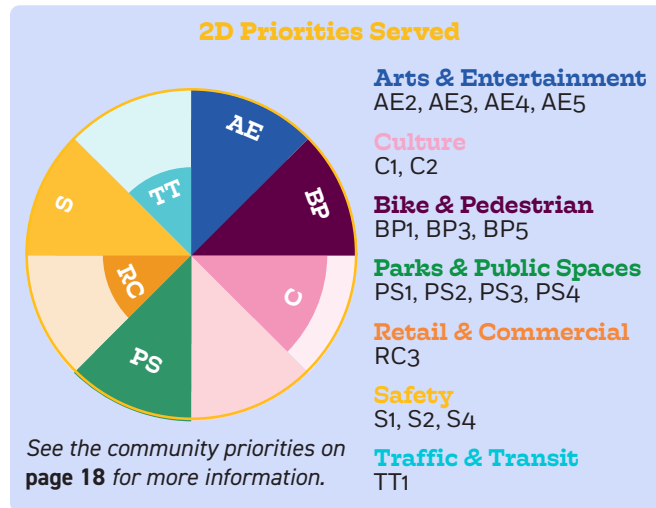 2D Priorities Served
AE
BP
C
PS
RC
S
TT
Arts & Entertainment
AE2, AE3, AE4, AE5
Culture
C1, C2
Bike & Pedestrian
BP1, BP3, BP5
Parks & Public Spaces
PS1, PS2, PS3, PS4
Retail & Commercial
RC3
Safety
S1, S2, S4
Traffic & Transit
TT1
See the community priorities on
page 18 for more information.